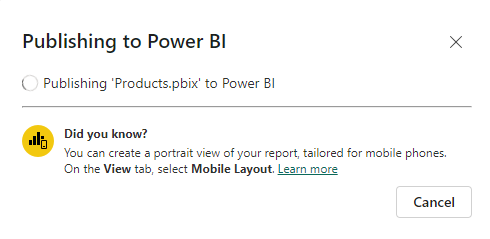 Publishing to Power BI
Publishing 'Products.pbix' to Power BI
Did you know?
You can create a portrait view of your report, tailored for mobile phones.
On the View tab, select Mobile Layout. Learn more
Cancel